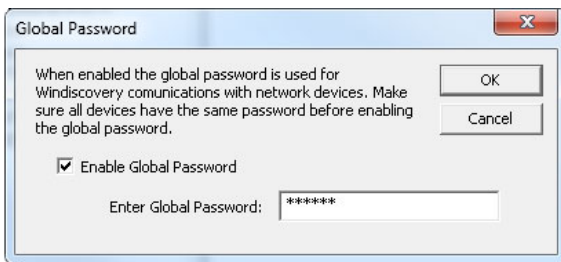 Global Password
When enabled the global password is used for
Windiscovery comunications with network devices. Make
sure all devices have the same password before enabling
the global password.
OK
Cancel
Enable Global Password
Enter Global Password: ******